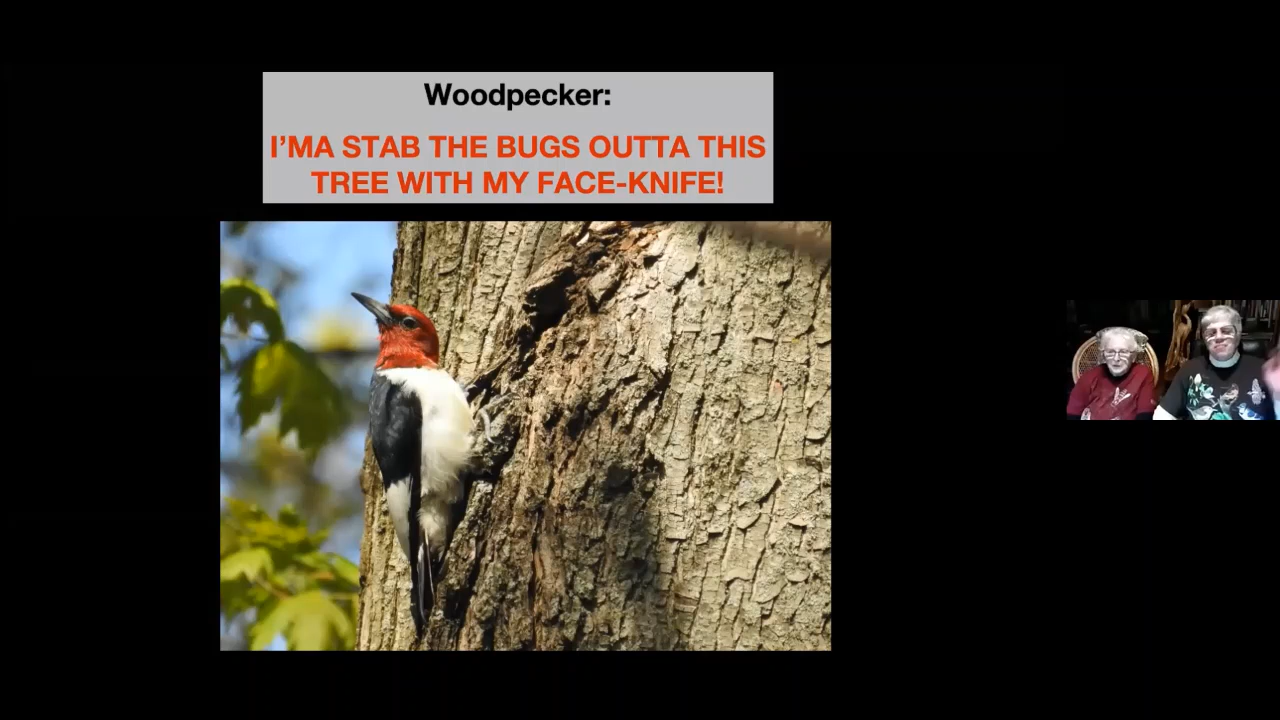 Woodpecker:
I'MA STAB THE BUGS OUTTA THIS
TREE WITH MY FACE-KNIFE!